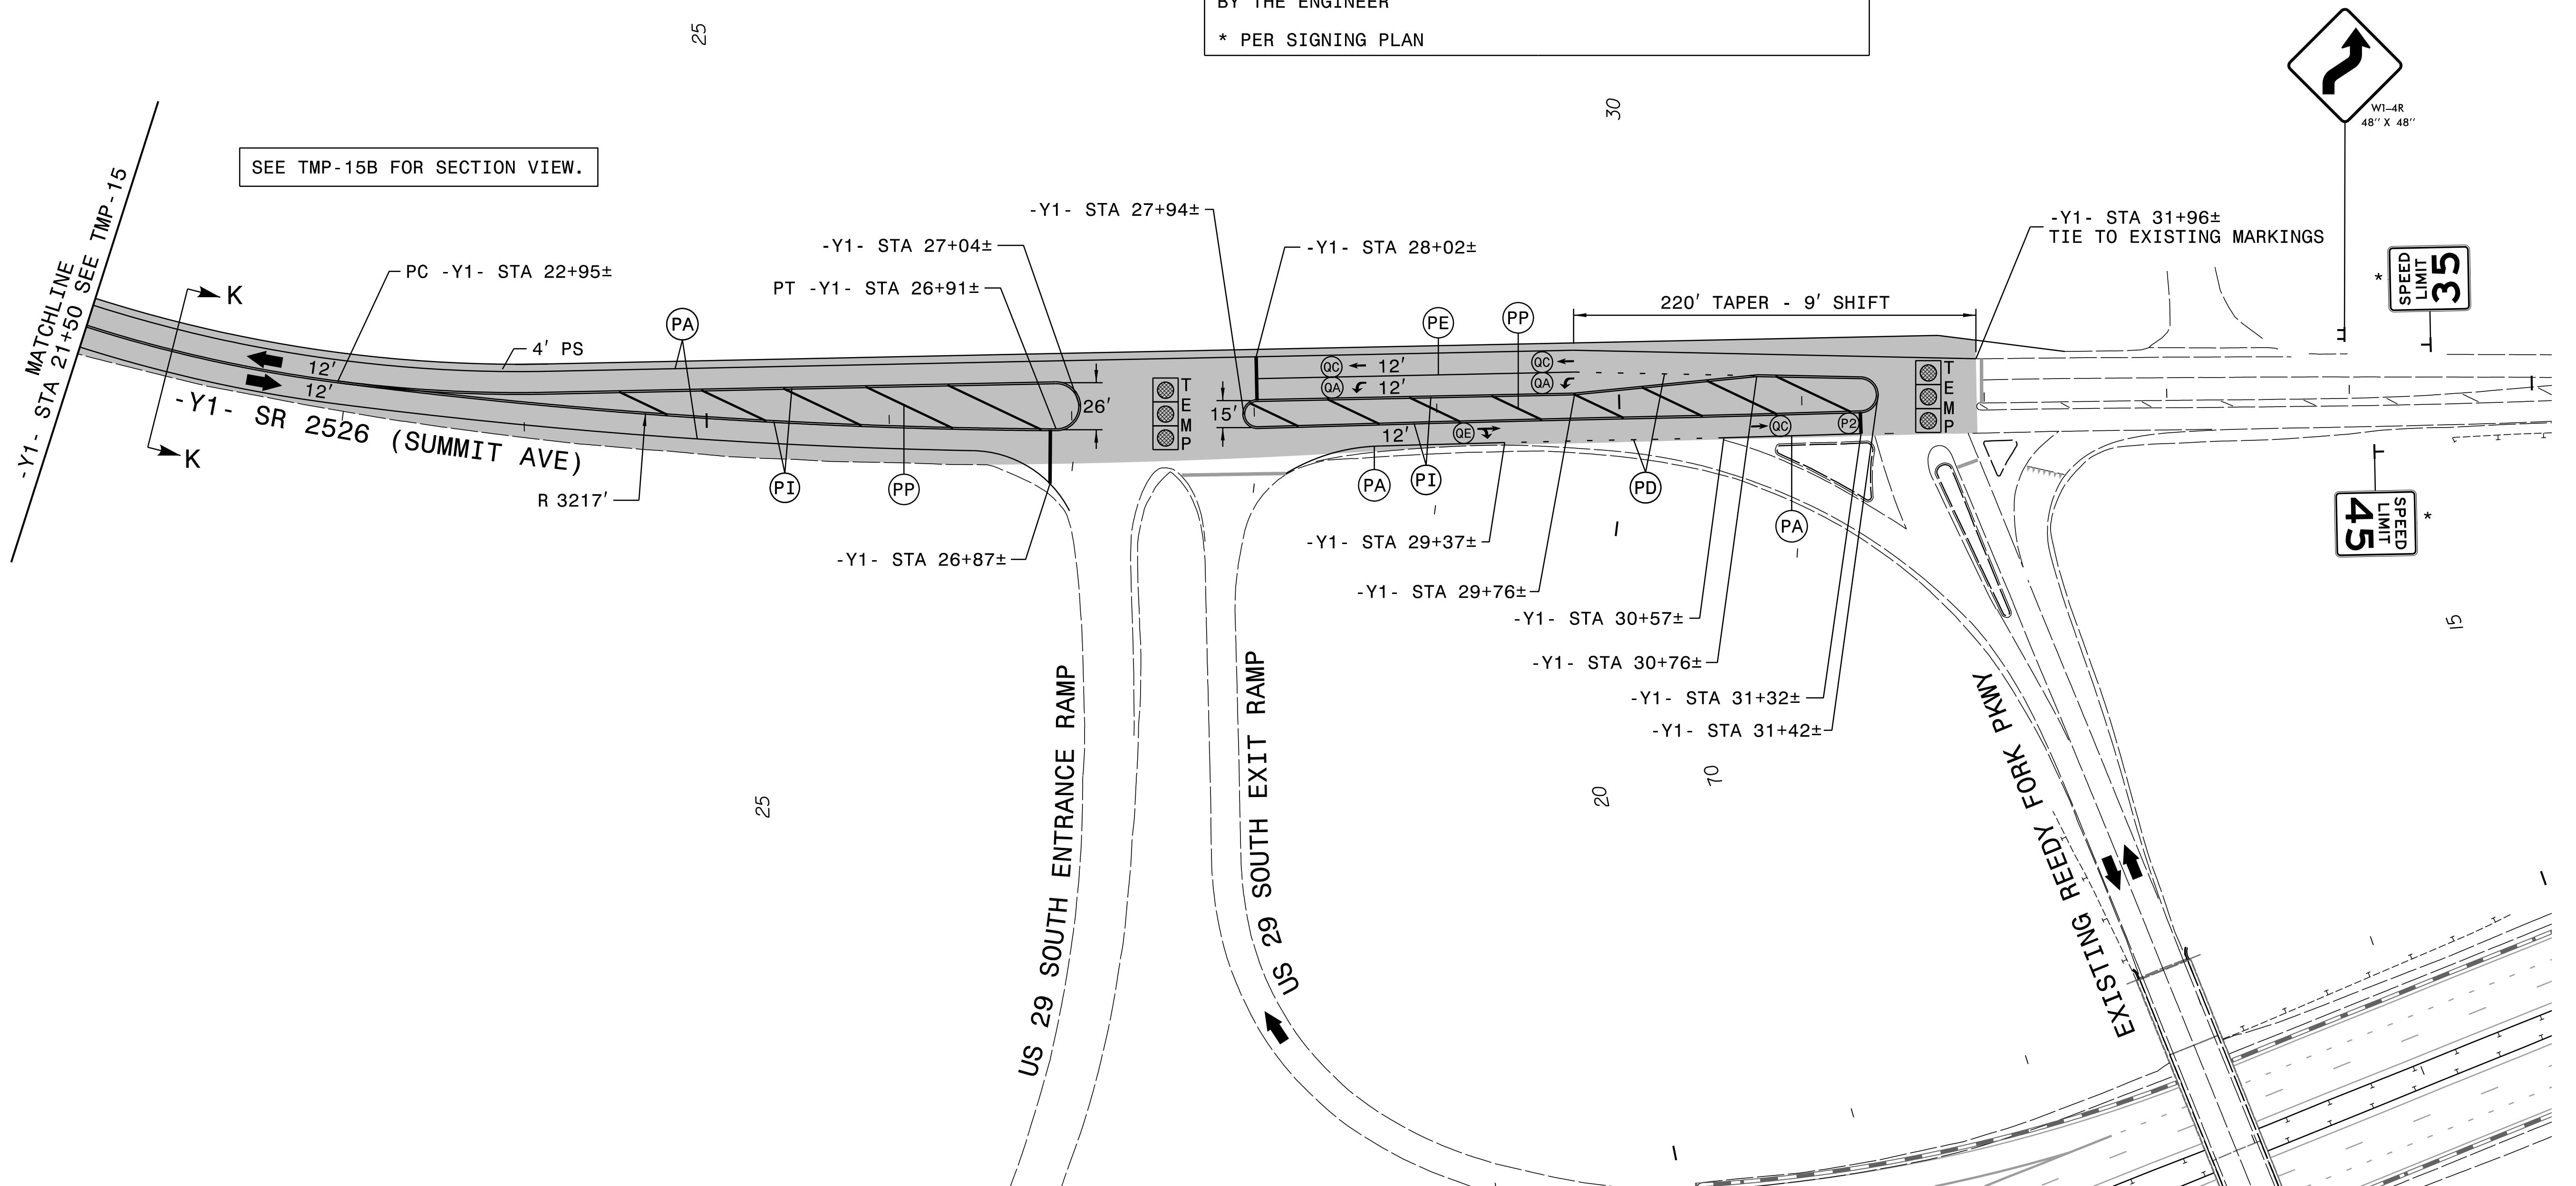 BY THE ENGINEER
* PER SIGNING PLAN
25
30
W1-4R
48" X 48"
SEE TMP-15B FOR SECTION VIEW.
MATCHLINE
-Y1- STA 21+50 SEE TMP-15
K
K
PC -Y1- STA 22+95±
4' PS
PA
12'
12'
-Y1- SR 2526 (SUMMIT AVE)
R 3217'
PI
PP
-Y1- STA 27+94±
-Y1- STA 27+04±
PT -Y1- STA 26+91±
-Y1- STA 28+02±
26'
TEMP
15'
-Y1- STA 26+87±
PE
PP
QC
12'
QC
QA
12'
QA
12'
QE
QC
P2
220' TAPER - 9' SHIFT
-Y1- STA 31+96±
TIE TO EXISTING MARKINGS
TEMP
*
SPEED
LIMIT
35
SPEED
LIMIT
45
*
PA
PI
PD
PA
-Y1- STA 29+37±
-Y1- STA 29+76±
-Y1- STA 30+57±
-Y1- STA 30+76±
-Y1- STA 31+32±
-Y1- STA 31+42±
15
25
20
70
US 29 SOUTH ENTRANCE RAMP
US 29 SOUTH EXIT RAMP
EXISTING REEDY FORK PKWY